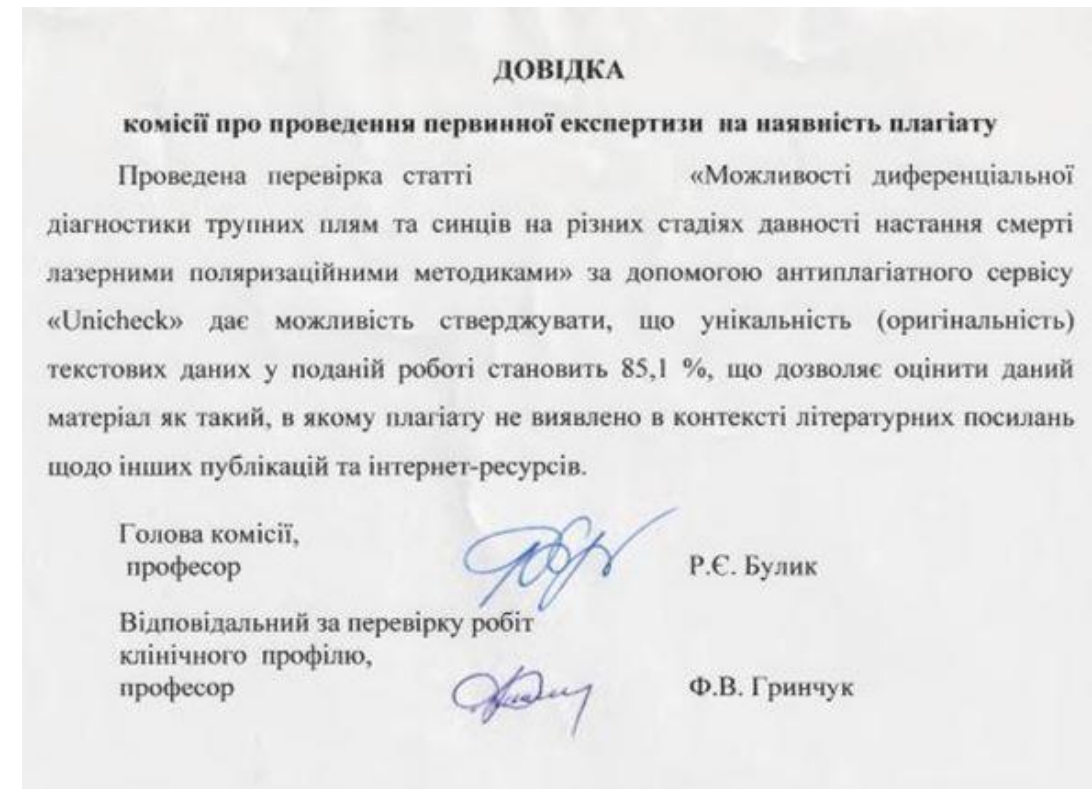 ДОВІДКА
комісії про проведення первинної експертизи на наявність плагіату
Проведена перевірка статті «Можливості диференціальної
діагностики трупних плям та синців на різних стадіях давності настання смерті
лазерними поляризаційними методиками» за допомогою антиплагіатного сервісу
«Unicheck» дає можливість стверджувати, що унікальність (оригінальність)
текстових даних у поданій роботі становить 85,1 %, що дозволяє оцінити даний
матеріал як такий, в якому плагіату не виявлено в контексті літературних посилань
щодо інших публікацій та інтернет-ресурсів.
Голова комісії,
професор Р.Є. Булик
Відповідальний за перевірку робіт
клінічного профілю,
професор Ф.В. Гринчук